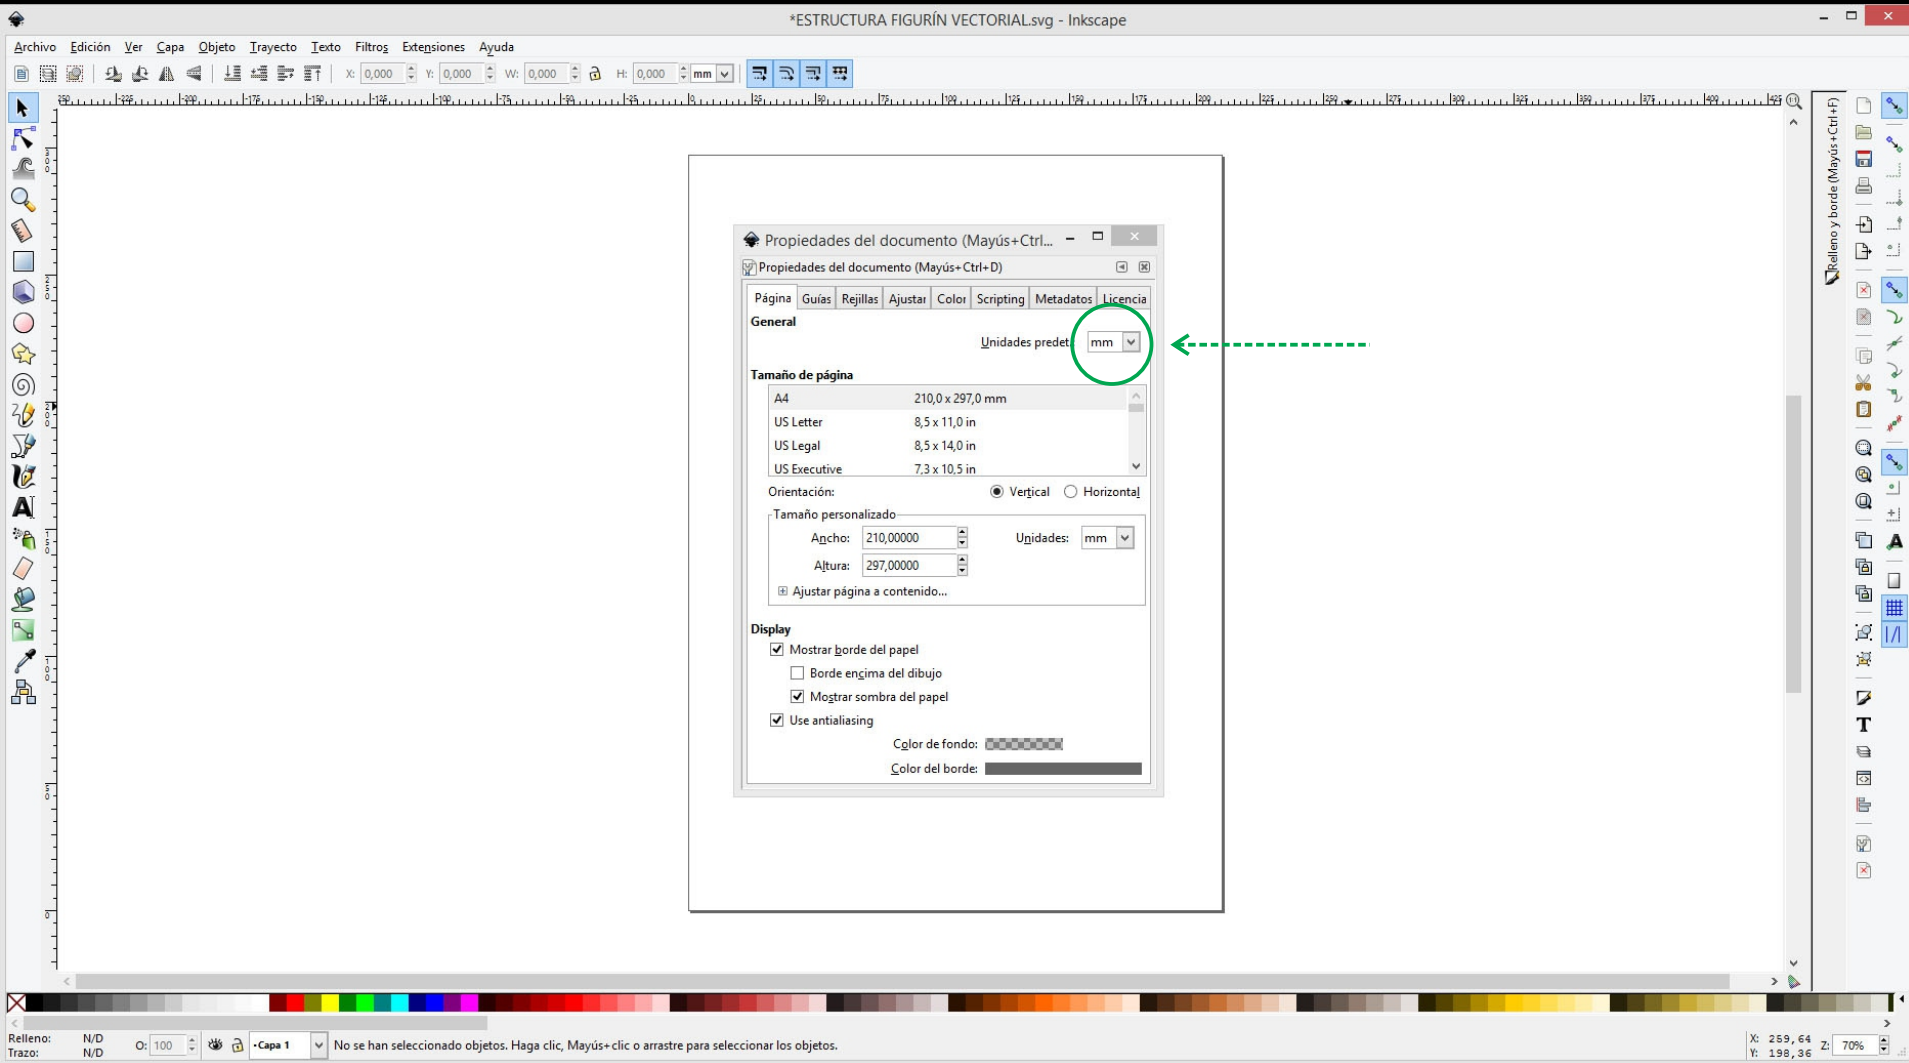 *ESTRUCTURA FIGURÍN VECTORIAL.svg - Inkscape
Archivo Edición Ver Capa Objeto Trayecto Texto Filtros Extensiones Ayuda
X: 0,000 Y: 0,000 W: 0,000 H: 0,000 mm
Relleno y borde (Mayús+Ctrl+F)
Propiedades del documento (Mayús+Ctrl...
Propiedades del documento (Mayús+Ctrl+D)
Página Guías Rejillas Ajustar Color Scripting Metadatos Licencia
General
Unidades predet.: mm
Tamaño de página
A4 210,0 x 297,0 mm
US Letter 8,5 x 11,0 in
US Legal 8,5 x 14,0 in
US Executive 7,3 x 10,5 in
Orientación: Vertical Horizontal
Tamaño personalizado
Ancho: 210,00000 Unidades: mm
Altura: 297,00000
Ajustar página a contenido...
Display
Mostrar borde del papel
Borde encima del dibujo
Mostrar sombra del papel
Use antialiasing
Color de fondo:
Color del borde:
Relleno: N/D
Trazo: N/D
O: 100
•Capa 1
No se han seleccionado objetos. Haga clic, Mayús+clic o arrastre para seleccionar los objetos.
X: 259,64
Y: 198,36
Z: 70%